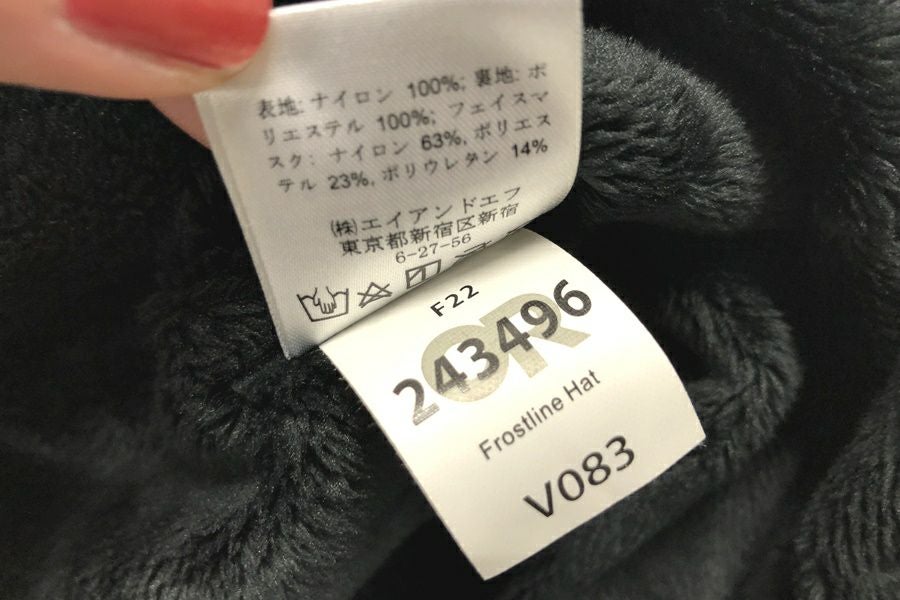 表地: ナイロン 100%; 裏地: ポ
リエステル 100%; フェイスマ
スク: ナイロン 63%, ポリエス
テル 23%, ポリウレタン 14%
(株)エイアンドエフ
東京都新宿区新宿
6-27-56
F22
OR
243496
Frostline Hat
V083